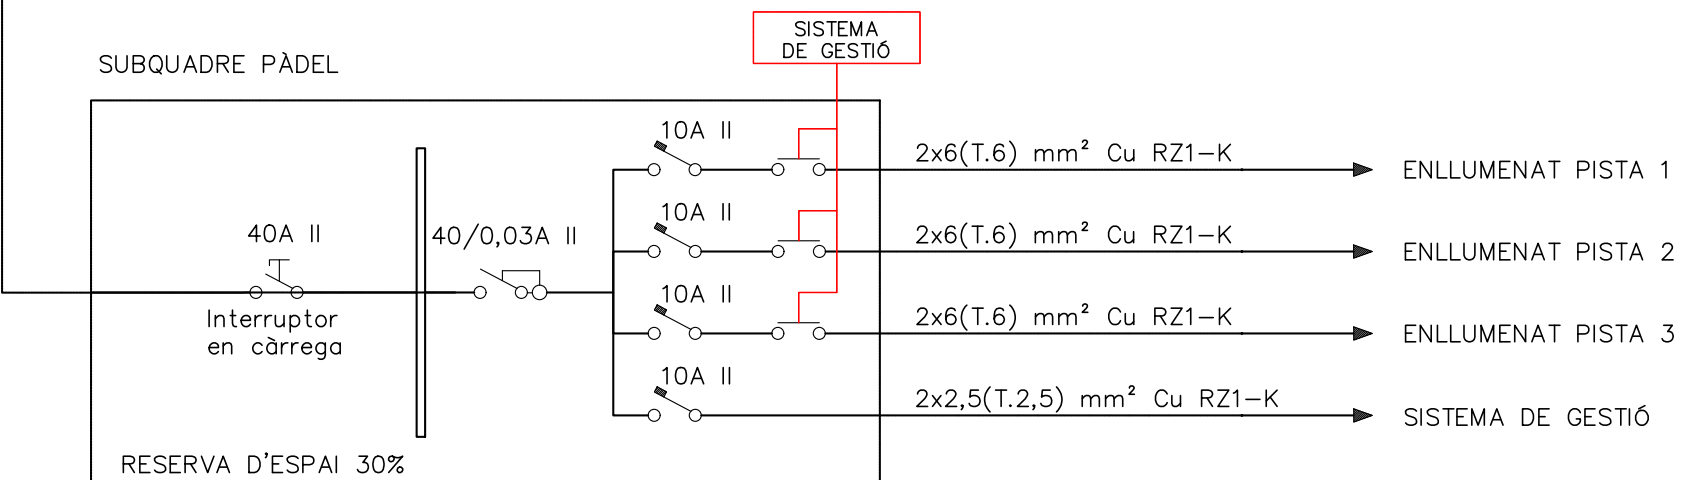 SISTEMA
DE GESTIÓ
SUBQUADRE PÀDEL
10A II
2x6(T.6) mm² Cu RZ1-K
ENLLUMENAT PISTA 1
10A II
2x6(T.6) mm² Cu RZ1-K
ENLLUMENAT PISTA 2
40A II
40/0,03A II
Interruptor
en càrrega
10A II
2x6(T.6) mm² Cu RZ1-K
ENLLUMENAT PISTA 3
10A II
2x2,5(T.2,5) mm² Cu RZ1-K
SISTEMA DE GESTIÓ
RESERVA D'ESPAI 30%